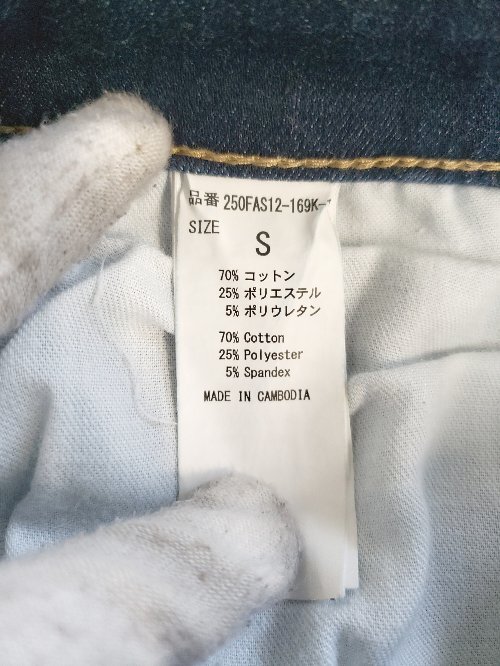 品番 250FAS12-169K-
SIZE
S
70% コットン
25% ポリエステル
5% ポリウレタン
70% Cotton
25% Polyester
5% Spandex
MADE IN CAMBODIA